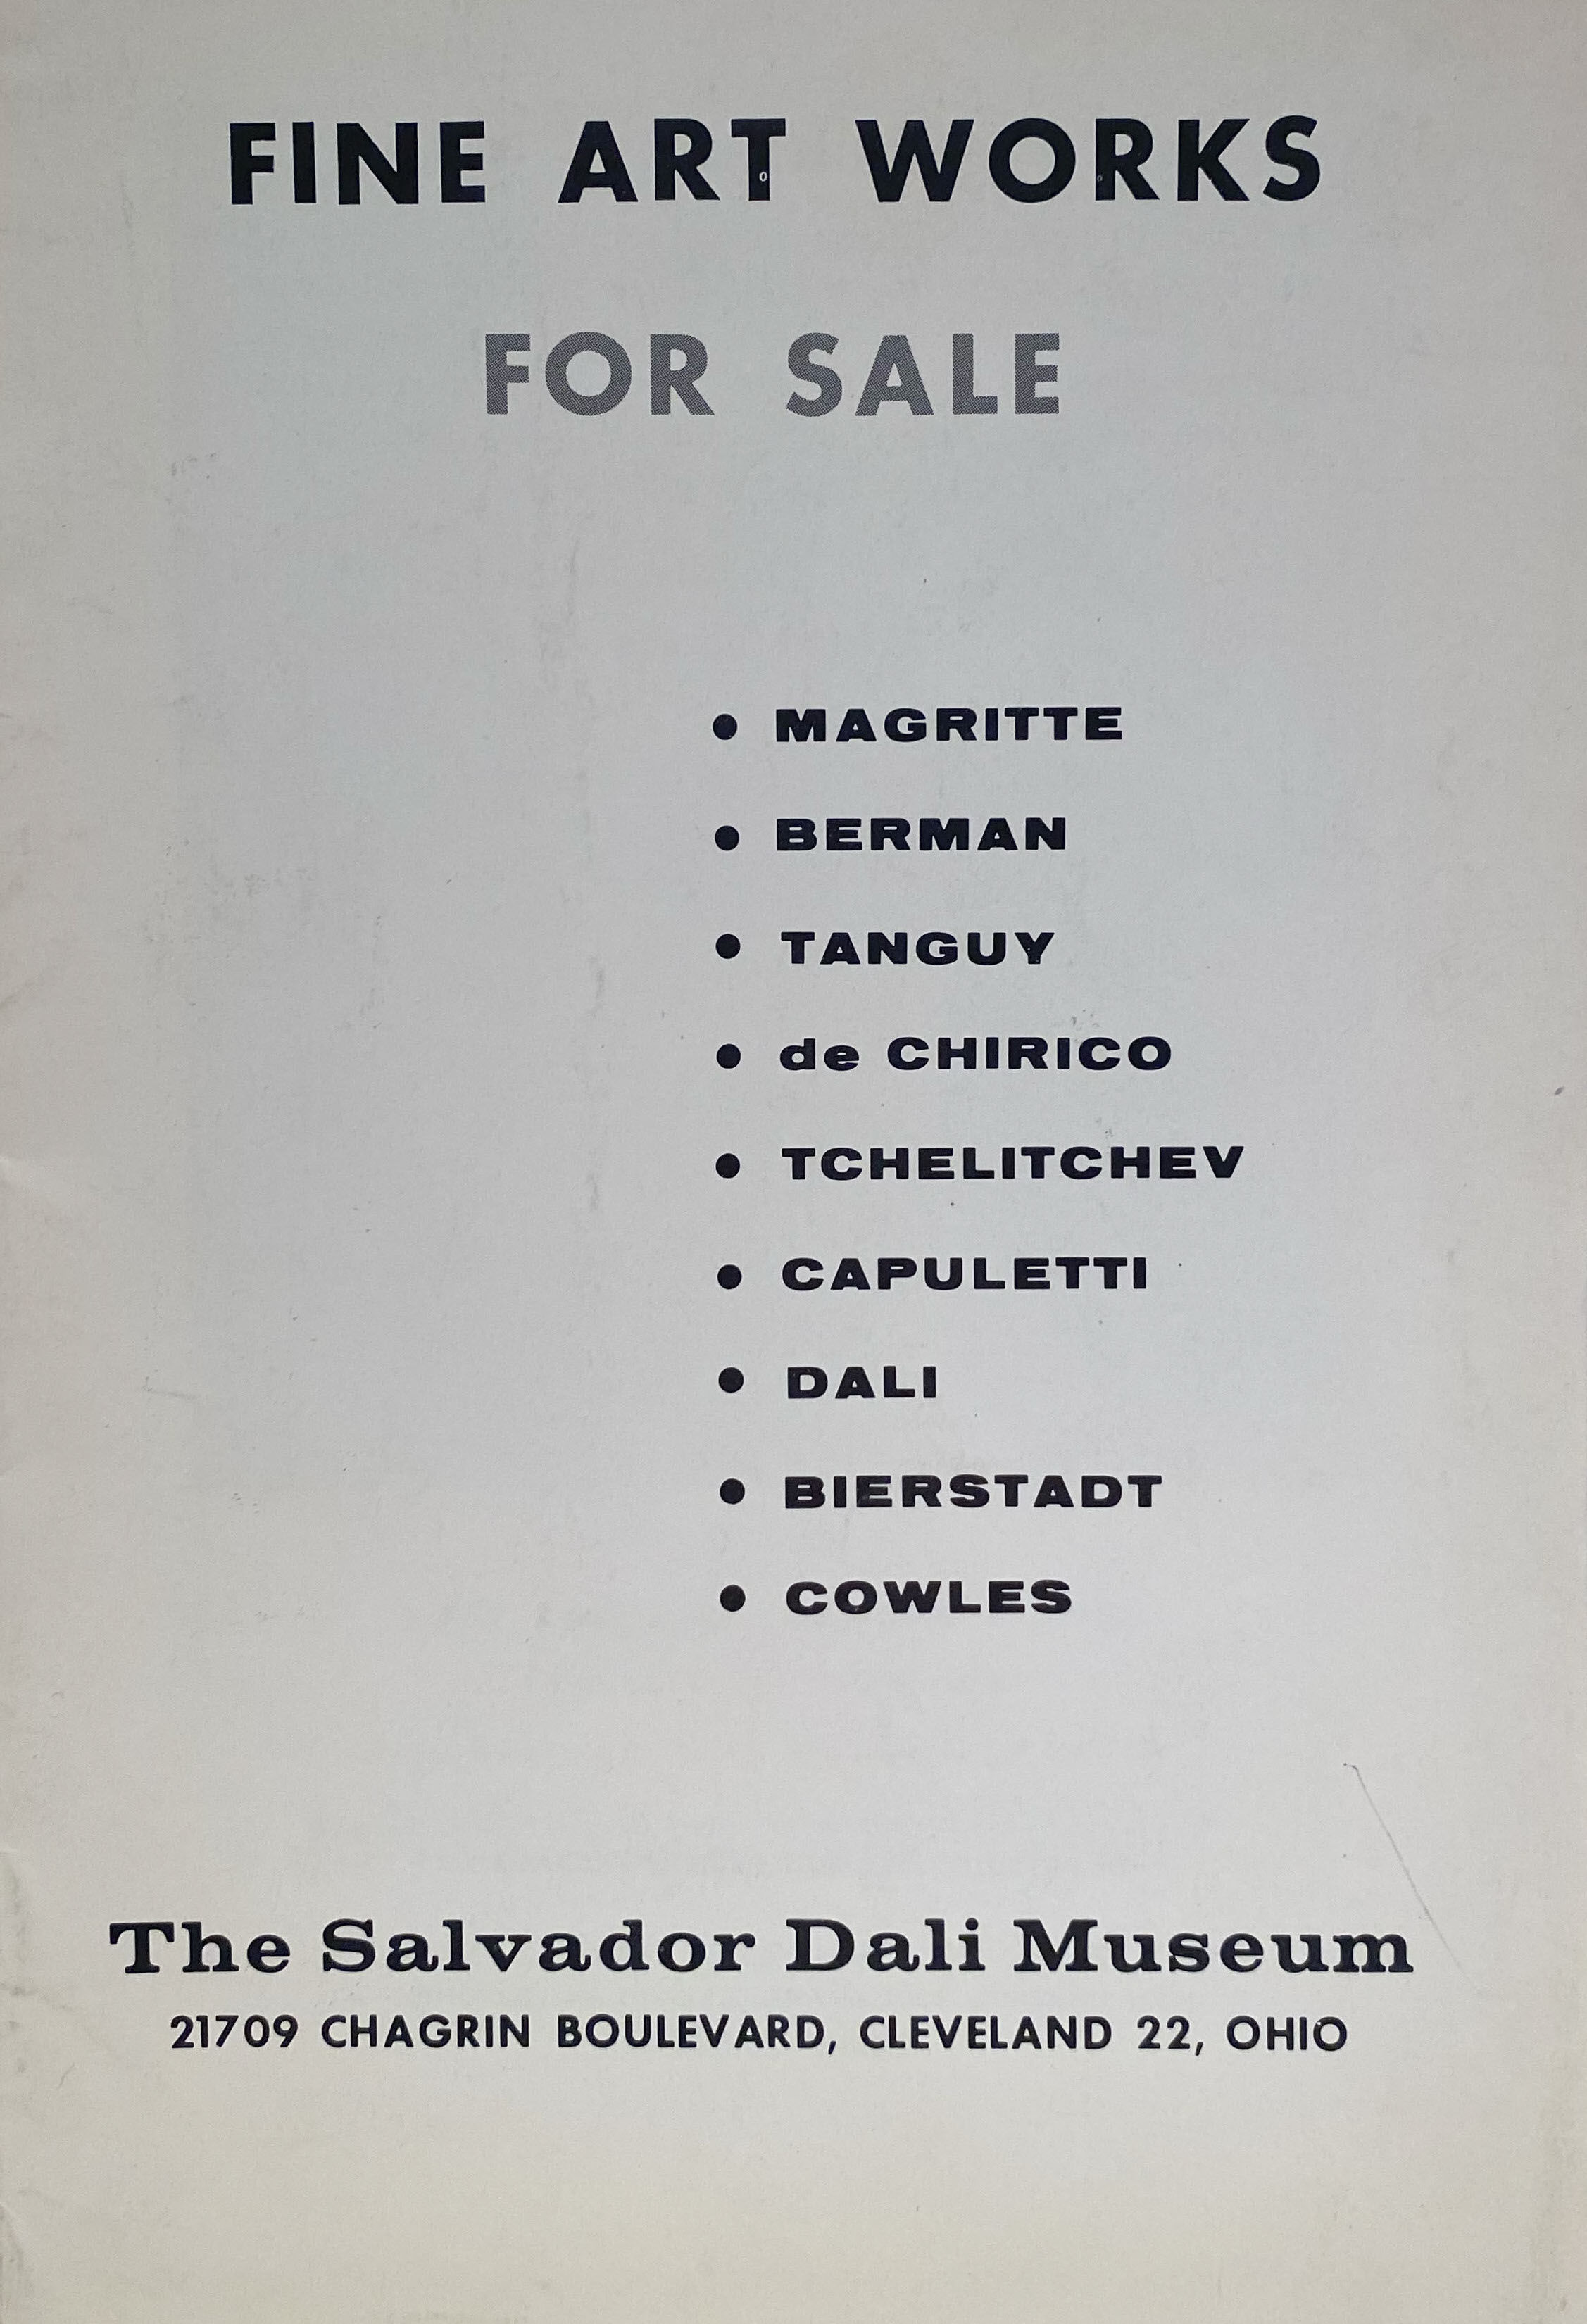 FINE ART WORKS
FOR SALE
• MAGRITTE
• BERMAN
• TANGUY
• de CHIRICO
• TCHELITCHEV
• CAPULETTI
• DALI
• BIERSTADT
• COWLES
The Salvador Dali Museum
21709 CHAGRIN BOULEVARD, CLEVELAND 22, OHIO